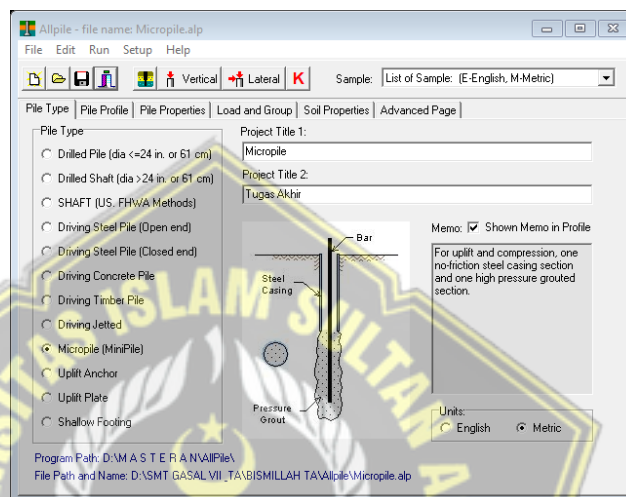 Allpile - file name: Micropile.alp
File Edit Run Setup Help
Vertical Lateral K Sample: List of Sample: (E-English, M-Metric)
Pile Type Pile Profile Pile Properties Load and Group Soil Properties Advanced Page
Pile Type
Drilled Pile (dia <=24 in. or 61 cm)
Drilled Shaft (dia >24 in. or 61 cm)
SHAFT (US. FHWA Methods)
Driving Steel Pile (Open end)
Driving Steel Pile (Closed end)
Driving Concrete Pile
Driving Timber Pile
Driving Jetted
Micropile (MiniPile)
Uplift Anchor
Uplift Plate
Shallow Footing
Project Title 1:
Micropile
Project Title 2:
Tugas Akhir
Bar
Steel
Casing
Pressure
Grout
Memo: Shown Memo in Profile
For uplift and compression, one
no-friction steel casing section
and one high pressure grouted
section.
Units:
English Metric
Program Path: D:\M A S T E R A N\AllPile\
File Path and Name: D:\SMT GASAL VII _TA\BISMILLAH TA\Allpile\Micropile.alp
ISLAM SULTAN A